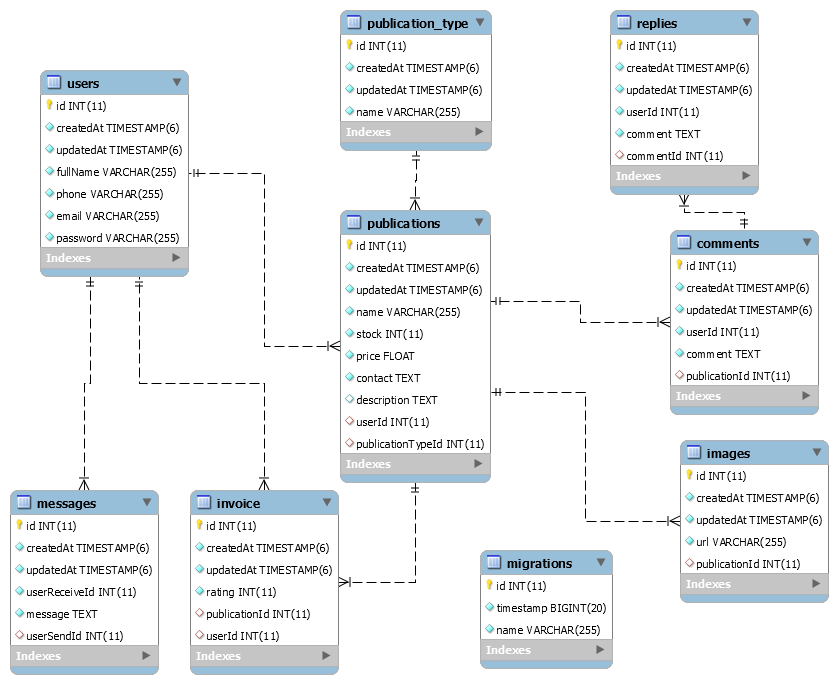 publication_type
id INT(11)
createdAt TIMESTAMP(6)
updatedAt TIMESTAMP(6)
name VARCHAR(255)
Indexes
replies
id INT(11)
createdAt TIMESTAMP(6)
updatedAt TIMESTAMP(6)
userId INT(11)
comment TEXT
commentId INT(11)
Indexes
users
id INT(11)
createdAt TIMESTAMP(6)
updatedAt TIMESTAMP(6)
fullName VARCHAR(255)
phone VARCHAR(255)
email VARCHAR(255)
password VARCHAR(255)
Indexes
publications
id INT(11)
createdAt TIMESTAMP(6)
updatedAt TIMESTAMP(6)
name VARCHAR(255)
stock INT(11)
price FLOAT
contact TEXT
description TEXT
userId INT(11)
publicationTypeId INT(11)
Indexes
comments
id INT(11)
createdAt TIMESTAMP(6)
updatedAt TIMESTAMP(6)
userId INT(11)
comment TEXT
publicationId INT(11)
Indexes
images
id INT(11)
createdAt TIMESTAMP(6)
updatedAt TIMESTAMP(6)
url VARCHAR(255)
publicationId INT(11)
Indexes
messages
id INT(11)
createdAt TIMESTAMP(6)
updatedAt TIMESTAMP(6)
userReceiveId INT(11)
message TEXT
userSendId INT(11)
Indexes
invoice
id INT(11)
createdAt TIMESTAMP(6)
updatedAt TIMESTAMP(6)
rating INT(11)
publicationId INT(11)
userId INT(11)
Indexes
migrations
id INT(11)
timestamp BIGINT(20)
name VARCHAR(255)
Indexes